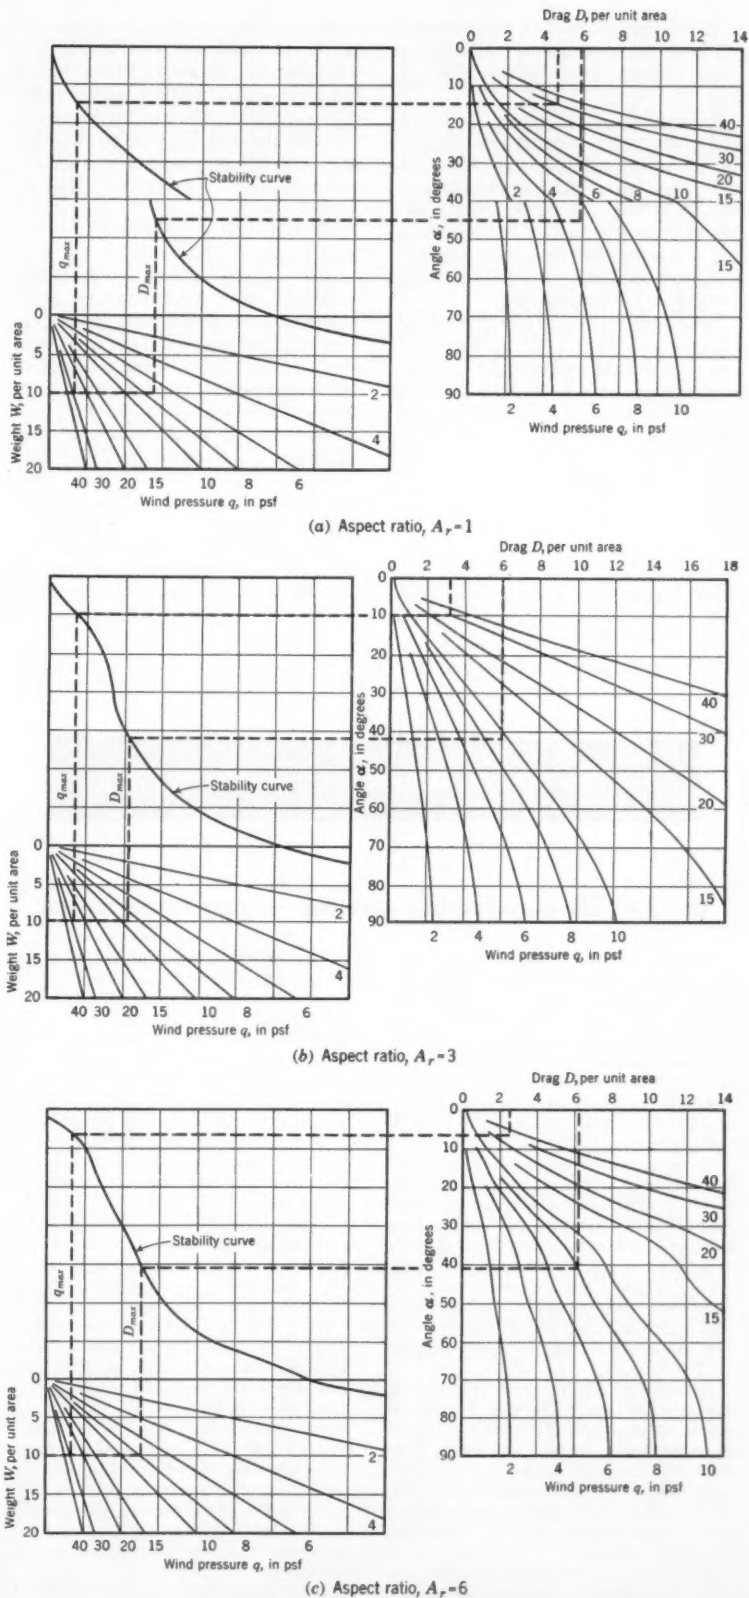 Drag D, per unit area
0 2 4 6 8 10 12 14
0
10
20
30
40
50
60
70
80
90
Angle α, in degrees
40
30
20
15
2 4 6 8 10
15
2 4 6 8 10
Wind pressure q, in psf
Stability curve
qmax
Dmax
0
5
10
15
20
Weight W, per unit area
2
4
40 30 20 15 10 8 6
Wind pressure q, in psf
(a) Aspect ratio, Ar=1
Drag D, per unit area
0 2 4 6 8 10 12 14 16 18
0
10
20
30
40
50
60
70
80
90
Angle α, in degrees
40
30
20
15
2 4 6 8 10
Wind pressure q, in psf
qmax
Dmax
Stability curve
0
5
10
15
20
Weight W, per unit area
2
4
40 30 20 15 10 8 6
Wind pressure q, in psf
(b) Aspect ratio, Ar=3
Drag D, per unit area
0 2 4 6 8 10 12 14
0
10
20
30
40
50
60
70
80
90
Angle α, in degrees
40
30
20
15
2 4 6 8 10
Wind pressure q, in psf
Stability curve
qmax
Dmax
0
5
10
15
20
Weight W, per unit area
2
4
40 30 20 15 10 8 6
Wind pressure q, in psf
(c) Aspect ratio, Ar=6